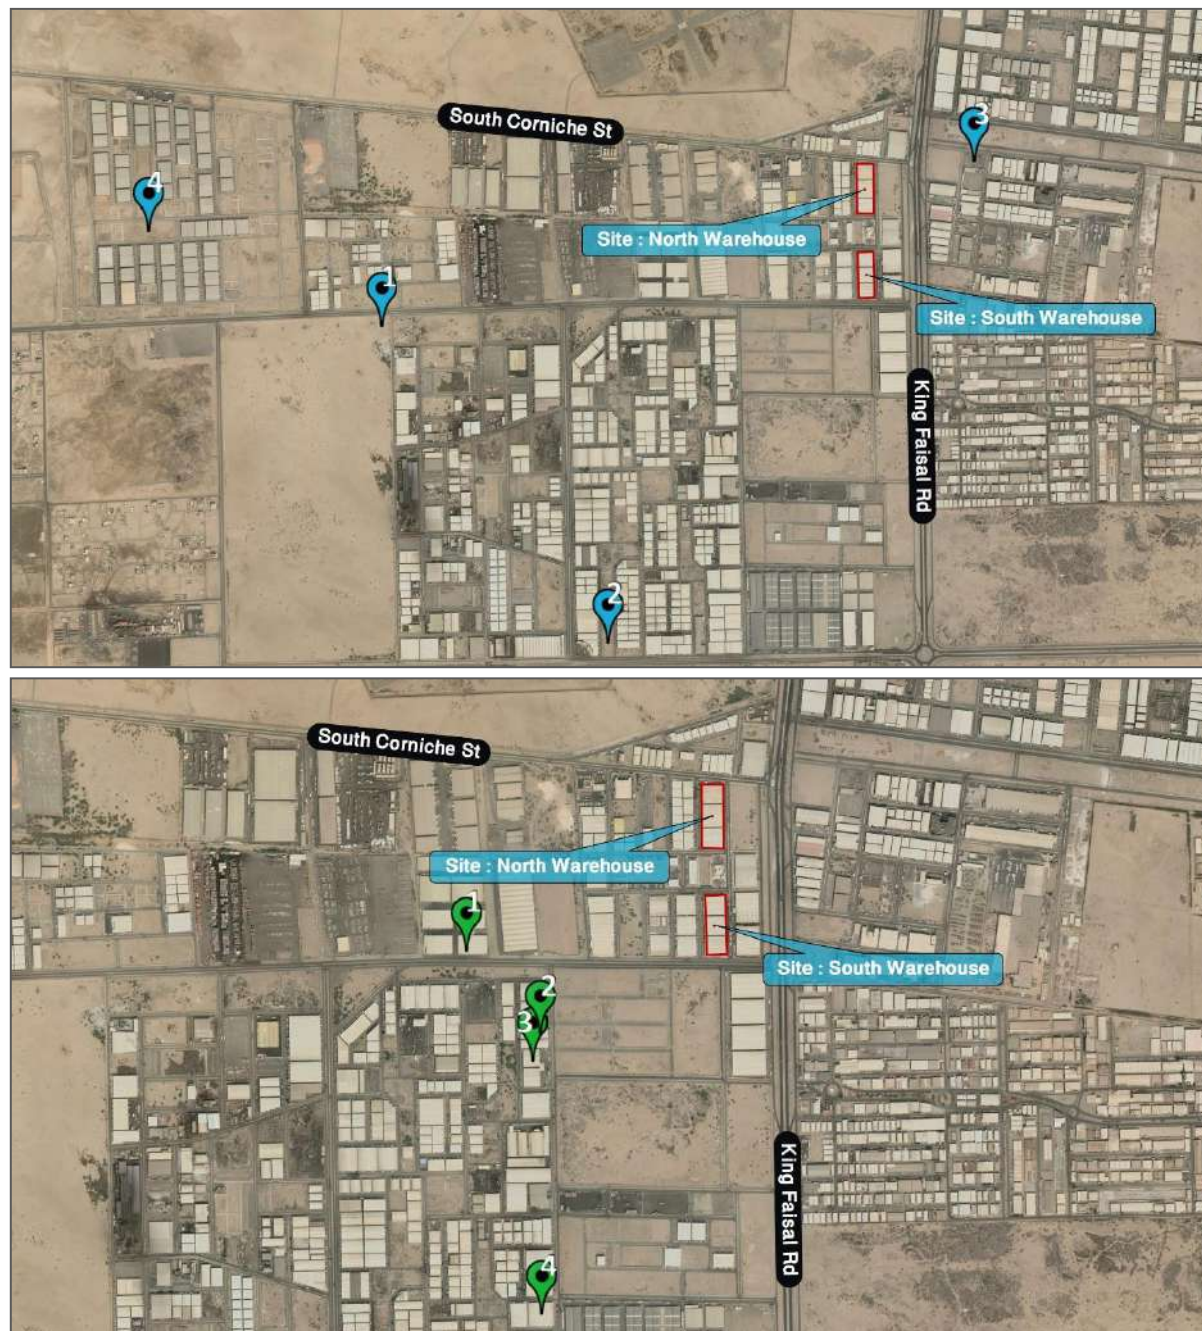 South Corniche St
3
4
Site : North Warehouse
1
Site : South Warehouse
King Faisal Rd
2
South Corniche St
Site : North Warehouse
1
Site : South Warehouse
2
3
King Faisal Rd
4